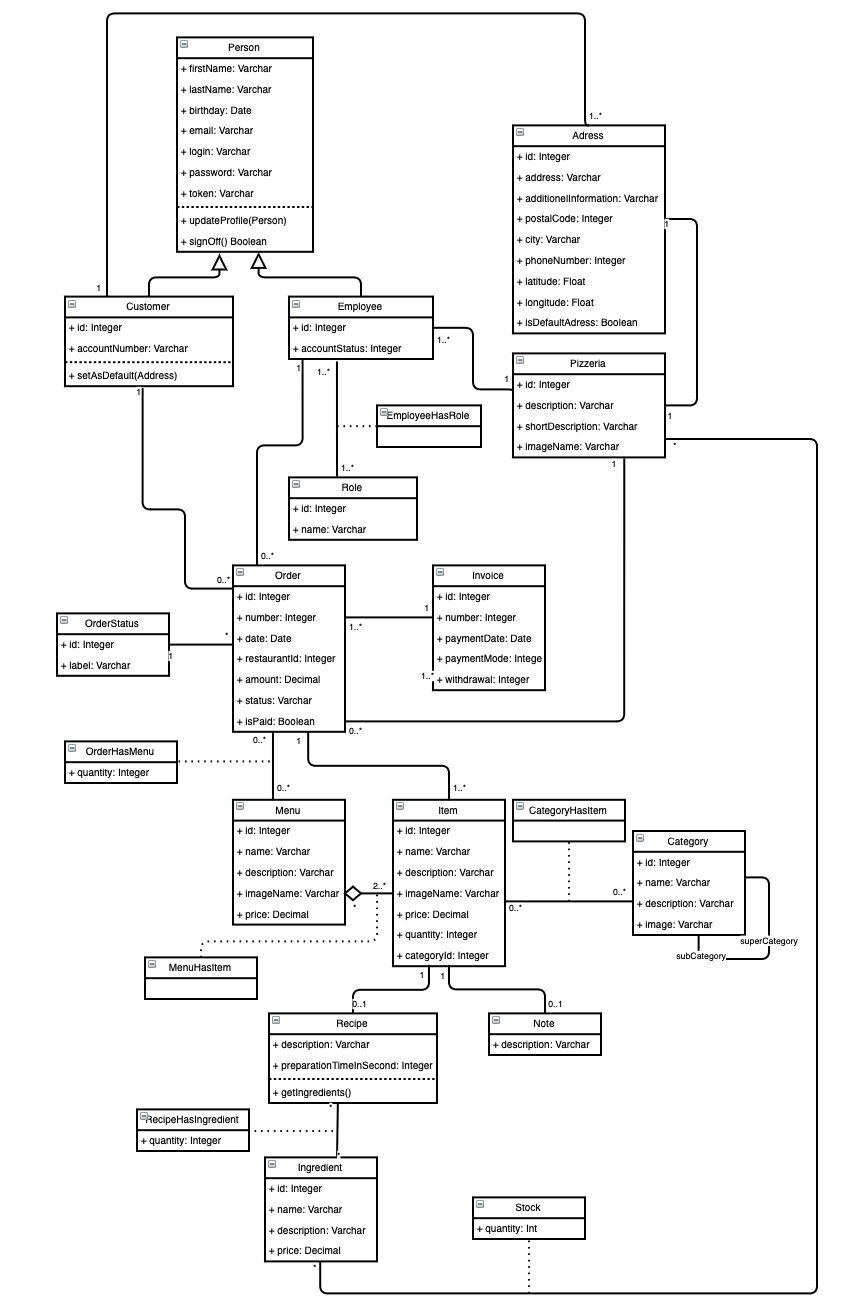 Person
+ firstName: Varchar
+ lastName: Varchar
+ birthday: Date
+ email: Varchar
+ login: Varchar
+ password: Varchar
+ token: Varchar
+ updateProfile(Person)
+ signOff() Boolean
1..*
Adress
+ id: Integer
+ address: Varchar
+ additionelInformation: Varchar
+ postalCode: Integer
+ city: Varchar
+ phoneNumber: Integer
+ latitude: Float
+ longitude: Float
+ isDefaultAdress: Boolean
1
1
Customer
+ id: Integer
+ accountNumber: Varchar
+ setAsDefault(Address)
1
Employee
+ id: Integer
+ accountStatus: Integer
1..*
1
1
1..*
Pizzeria
+ id: Integer
+ description: Varchar
+ shortDescription: Varchar
+ imageName: Varchar
1
*
1
EmployeeHasRole
1..*
Role
+ id: Integer
+ name: Varchar
0..*
0..*
Order
+ id: Integer
+ number: Integer
+ date: Date
+ restaurantId: Integer
+ amount: Decimal
+ status: Varchar
+ isPaid: Boolean
1..*
1
Invoice
+ id: Integer
+ number: Integer
+ paymentDate: Date
+ paymentMode: Intege
+ withdrawal: Integer
1..*
OrderStatus
+ id: Integer
+ label: Varchar
1
*
0..*
0..*
1
OrderHasMenu
+ quantity: Integer
0..*
1..*
Menu
+ id: Integer
+ name: Varchar
+ description: Varchar
+ imageName: Varchar
+ price: Decimal
2..*
*
Item
+ id: Integer
+ name: Varchar
+ description: Varchar
+ imageName: Varchar
+ price: Decimal
+ quantity: Integer
+ categoryId: Integer
CategoryHasItem
0..*
0..*
Category
+ id: Integer
+ name: Varchar
+ description: Varchar
+ image: Varchar
superCategory
subCategory
MenuHasItem
1
1
0..1
0..1
Recipe
+ description: Varchar
+ preparationTimeInSecond: Integer
+ getIngredients()
*
Note
+ description: Varchar
RecipeHasIngredient
+ quantity: Integer
*
Ingredient
+ id: Integer
+ name: Varchar
+ description: Varchar
+ price: Decimal
*
Stock
+ quantity: Int